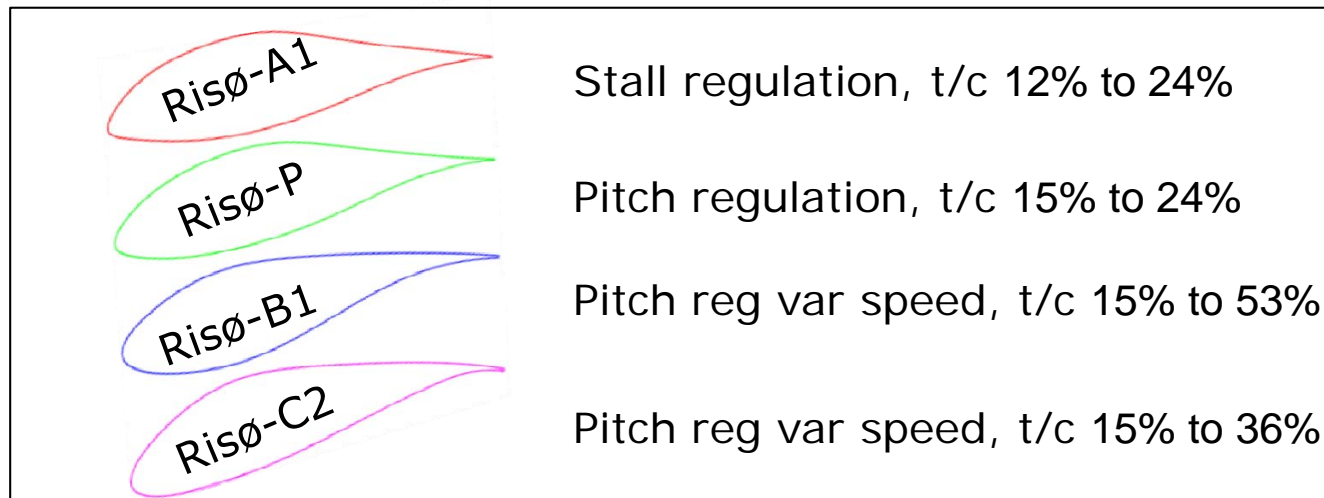 Risø-A1
Stall regulation, t/c 12% to 24%
Risø-P
Pitch regulation, t/c 15% to 24%
Risø-B1
Pitch reg var speed, t/c 15% to 53%
Risø-C2
Pitch reg var speed, t/c 15% to 36%